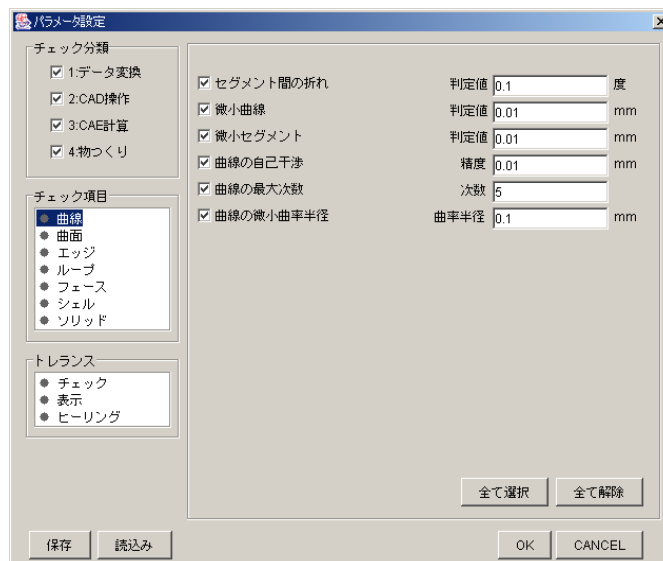 パラメータ設定
チェック分類
1:データ変換
2:CAD操作
3:CAE計算
4:物つくり
チェック項目
曲線
曲面
エッジ
ループ
フェース
シェル
ソリッド
トレランス
チェック
表示
ヒーリング
セグメント間の折れ 判定値 0.1 度
微小曲線 判定値 0.01 mm
微小セグメント 判定値 0.01 mm
曲線の自己干渉 精度 0.01 mm
曲線の最大次数 次数 5
曲線の微小曲率半径 曲率半径 0.1 mm
全て選択 全て解除
保存 読込み OK CANCEL